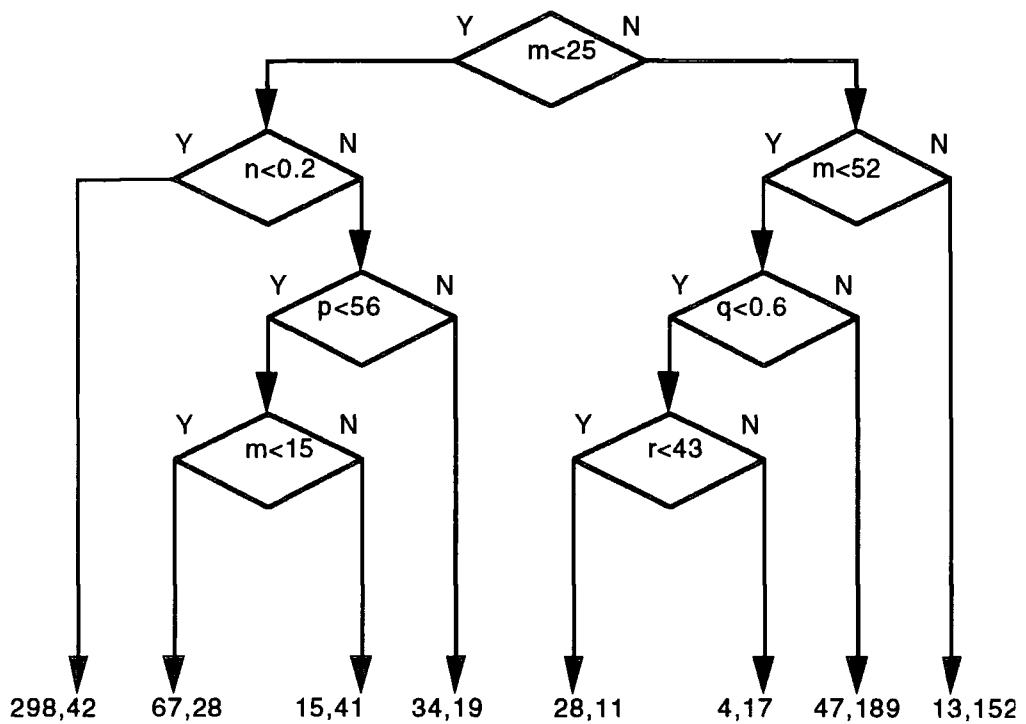 Y N
m<25
Y N Y N
n<0.2 m<52
Y N Y N
p<56 q<0.6
Y N Y N
m<15 r<43
298,42 67,28 15,41 34,19 28,11 4,17 47,189 13,152